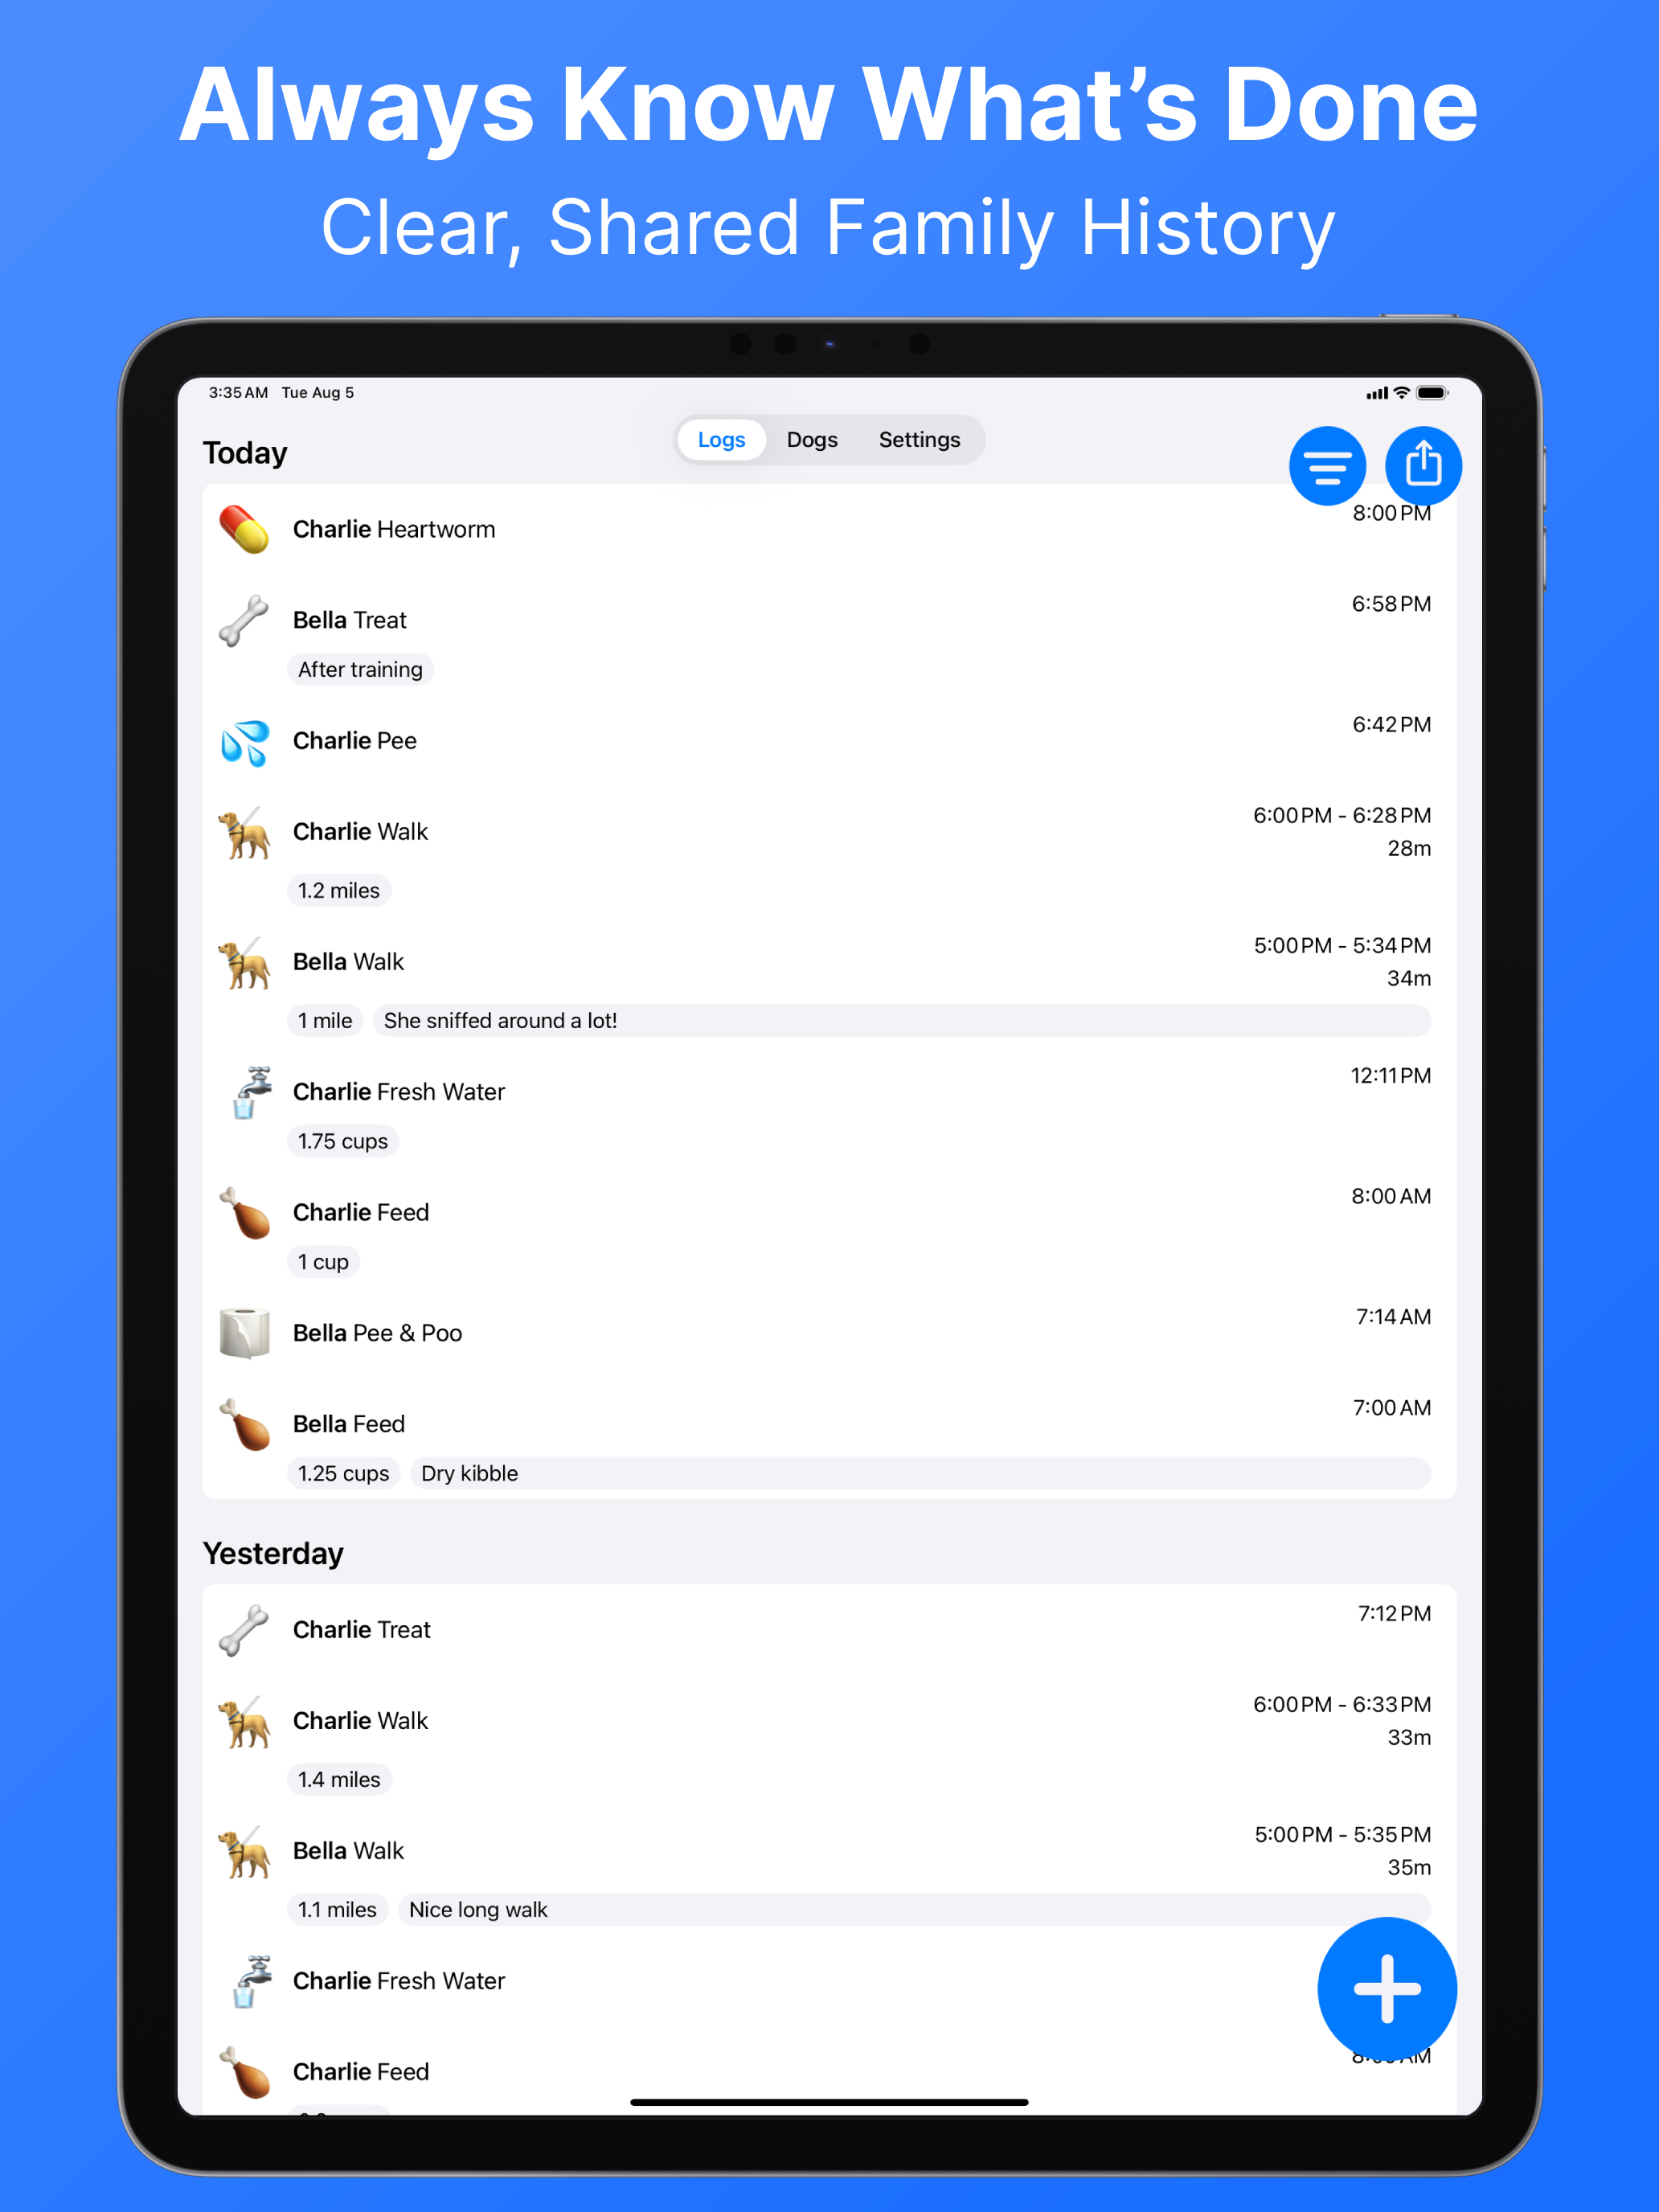 Always Know What’s Done
Clear, Shared Family History
3:35 AM Tue Aug 5
Logs Dogs Settings
Today
Charlie Heartworm 8:00 PM
Bella Treat 6:58 PM
After training
Charlie Pee 6:42 PM
Charlie Walk 6:00 PM - 6:28 PM
28m
1.2 miles
Bella Walk 5:00 PM - 5:34 PM
34m
1 mile She sniffed around a lot!
Charlie Fresh Water 12:11 PM
1.75 cups
Charlie Feed 8:00 AM
1 cup
Bella Pee & Poo 7:14 AM
Bella Feed 7:00 AM
1.25 cups Dry kibble
Yesterday
Charlie Treat 7:12 PM
Charlie Walk 6:00 PM - 6:33 PM
33m
1.4 miles
Bella Walk 5:00 PM - 5:35 PM
35m
1.1 miles Nice long walk
Charlie Fresh Water
Charlie Feed